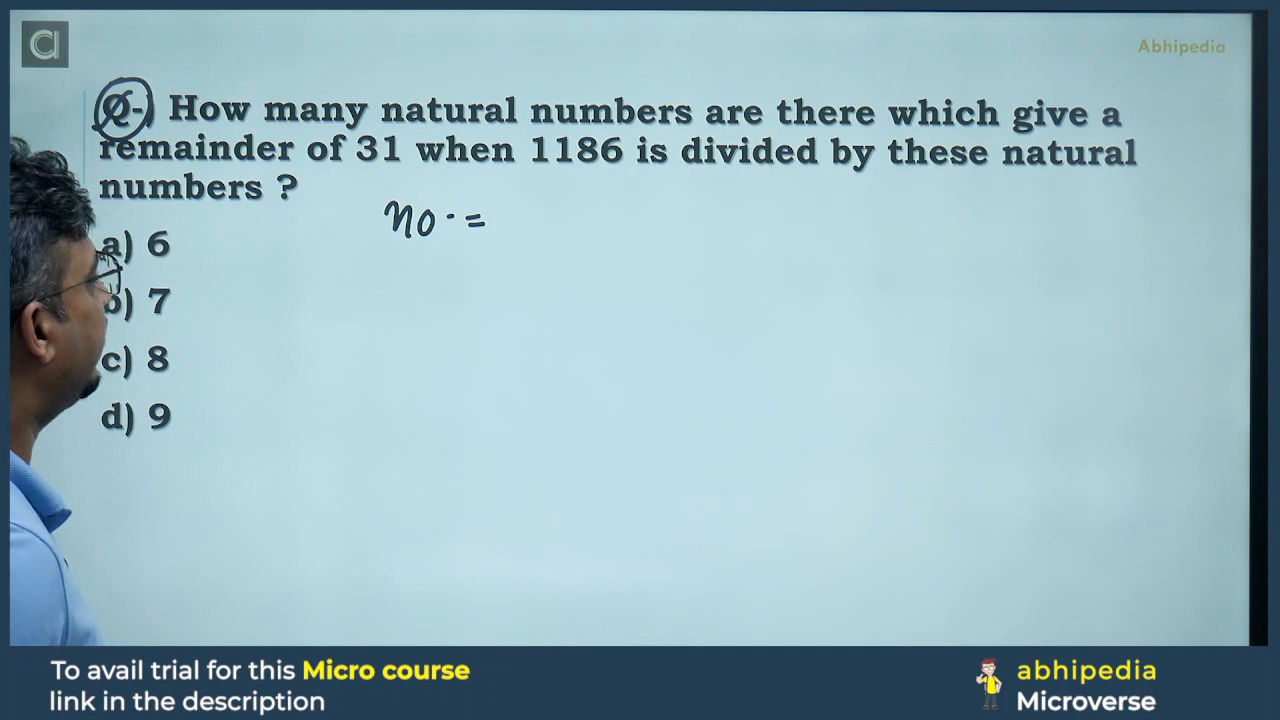 Abhipedia
Q-) How many natural numbers are there which give a
remainder of 31 when 1186 is divided by these natural
numbers ?
no. =
a) 6
b) 7
c) 8
d) 9
To avail trial for this Micro course
link in the description
abhipedia
Microverse